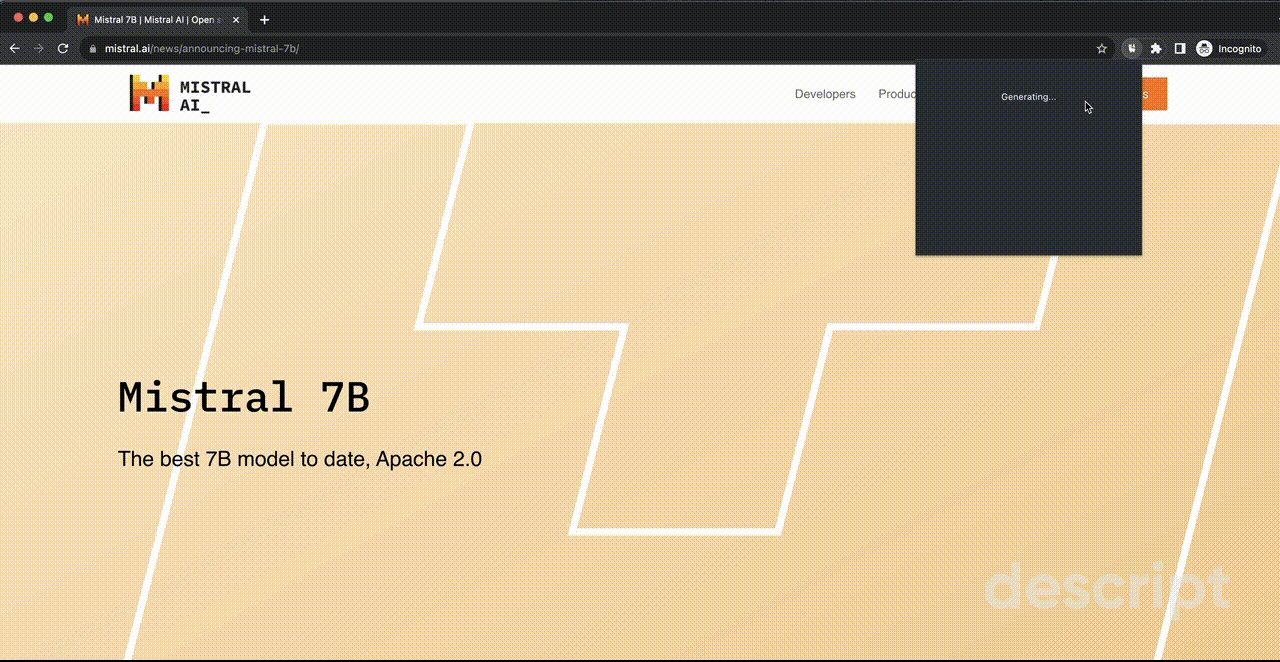 Mistral 7B | Mistral AI | Open s
mistral.ai/news/announcing-mistral-7b/
Incognito
MISTRAL
AI_
Developers
Produc
Generating...
s
Mistral 7B
The best 7B model to date, Apache 2.0
descript